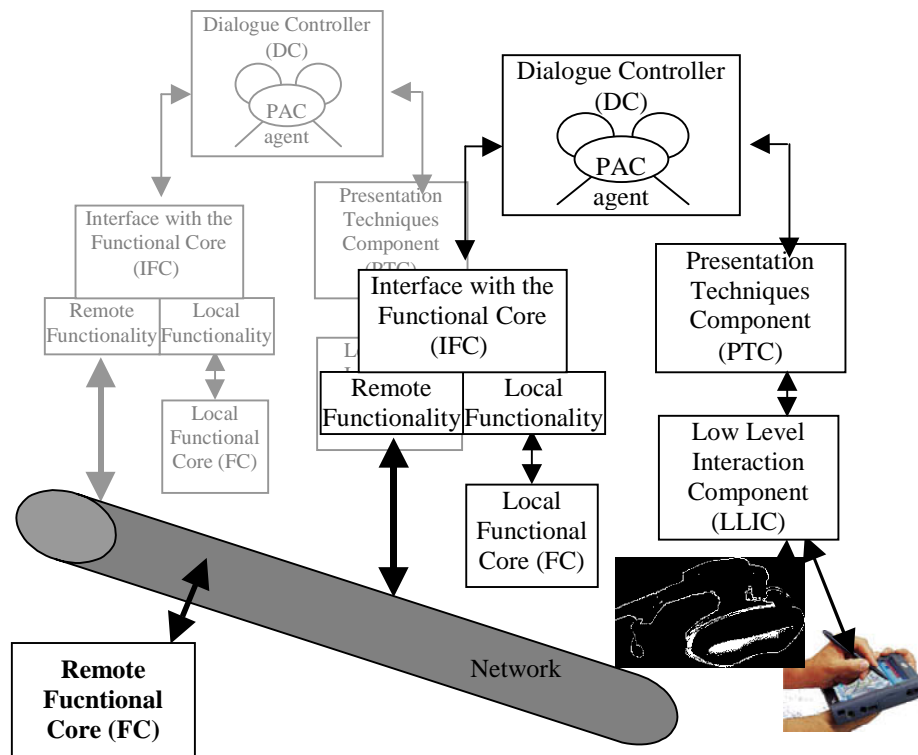 Dialogue Controller
(DC)
PAC
agent
Interface with the
Functional Core
(IFC)
Remote
Functionality
Local
Functionality
Local
Functional
Core (FC)
Presentation
Techniques
Component
(PTC)
Dialogue Controller
(DC)
PAC
agent
Interface with the
Functional Core
(IFC)
Remote
Functionality
Local
Functionality
Local
Functional
Core (FC)
Presentation
Techniques
Component
(PTC)
Low Level
Interaction
Component
(LLIC)
Network
Remote
Fucntional
Core (FC)